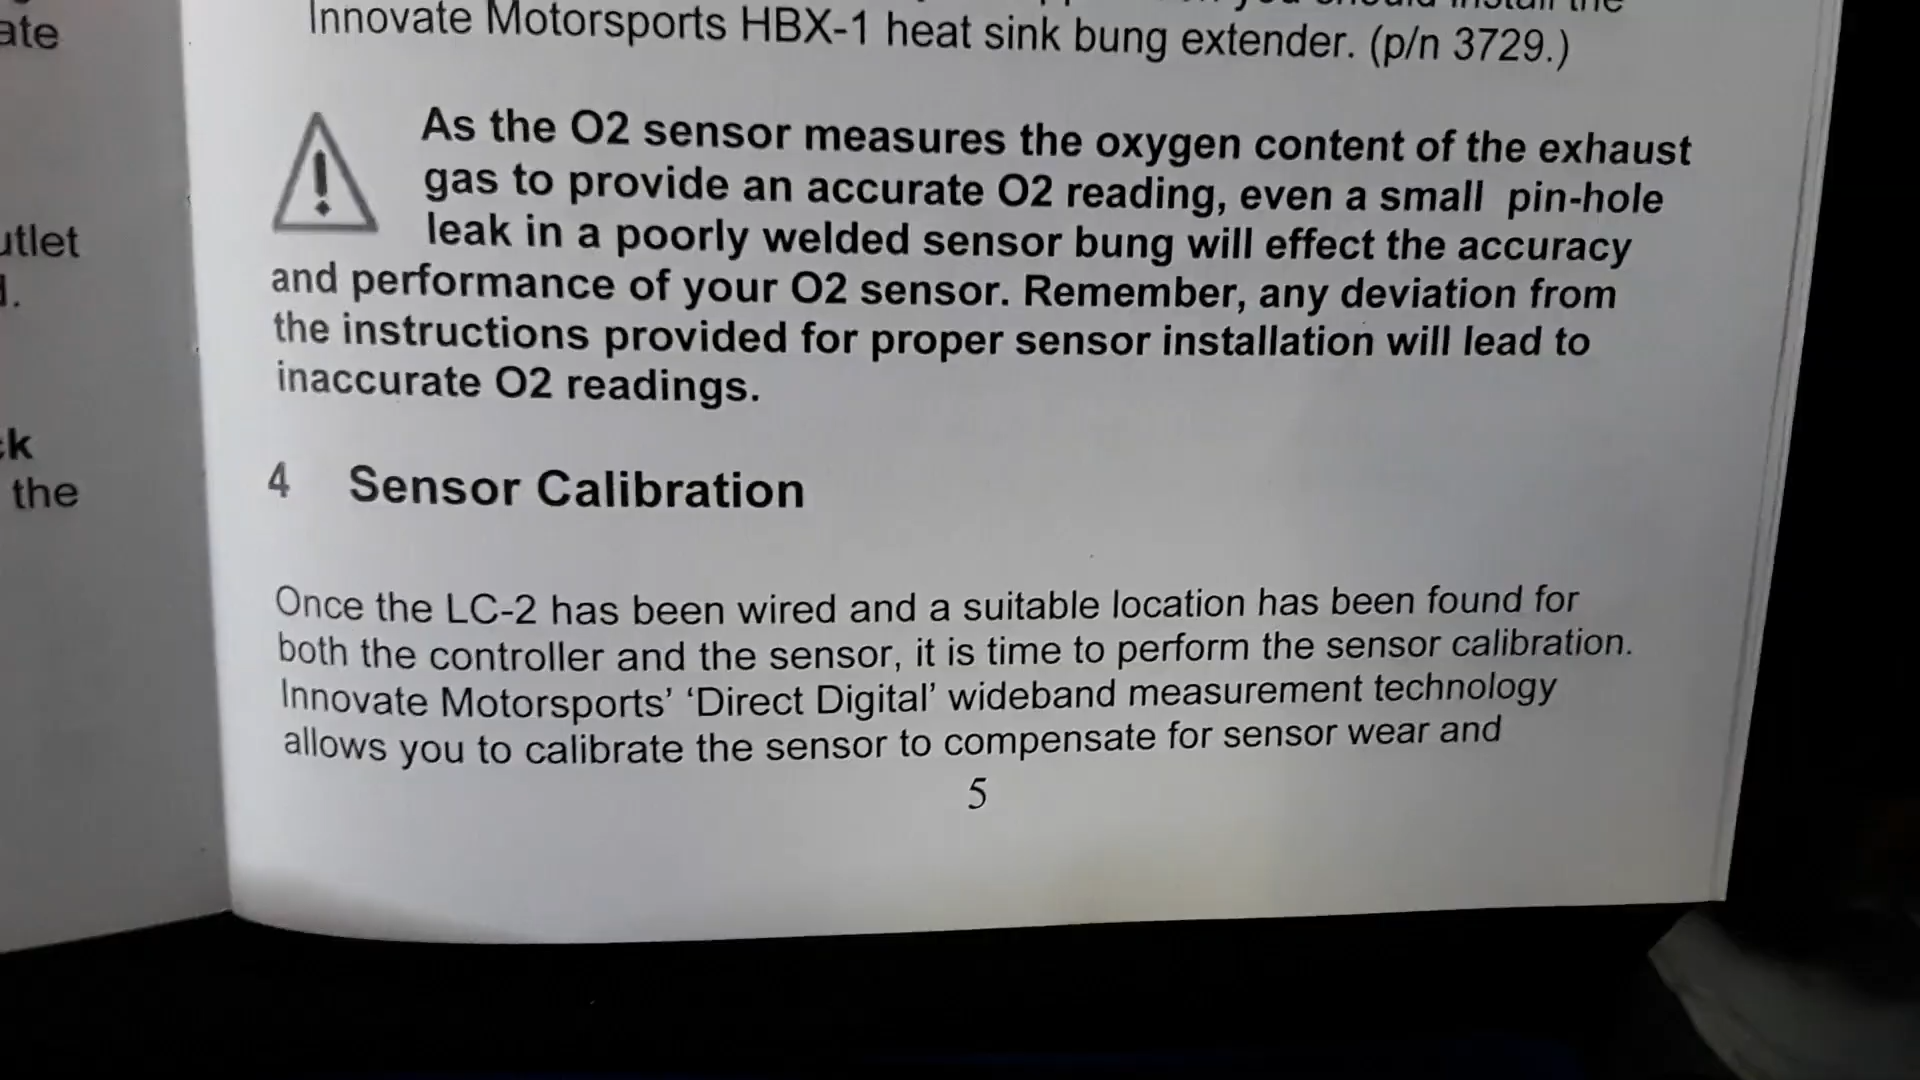 ate
utlet
d.
ck
the
install the
Innovate Motorsports HBX-1 heat sink bung extender. (p/n 3729.)
As the O2 sensor measures the oxygen content of the exhaust
gas to provide an accurate O2 reading, even a small pin-hole
leak in a poorly welded sensor bung will effect the accuracy
and performance of your O2 sensor. Remember, any deviation from
the instructions provided for proper sensor installation will lead to
inaccurate O2 readings.
4 Sensor Calibration
Once the LC-2 has been wired and a suitable location has been found for
both the controller and the sensor, it is time to perform the sensor calibration.
Innovate Motorsports' 'Direct Digital' wideband measurement technology
allows you to calibrate the sensor to compensate for sensor wear and
5